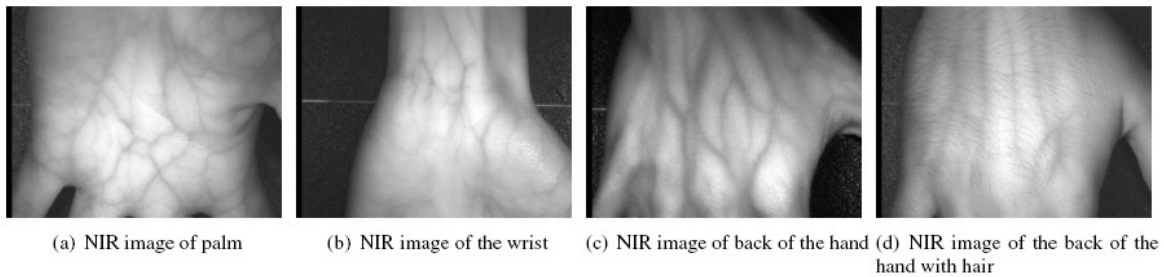 (a) NIR image of palm
(b) NIR image of the wrist
(c) NIR image of back of the hand
(d) NIR image of the back of the
hand with hair